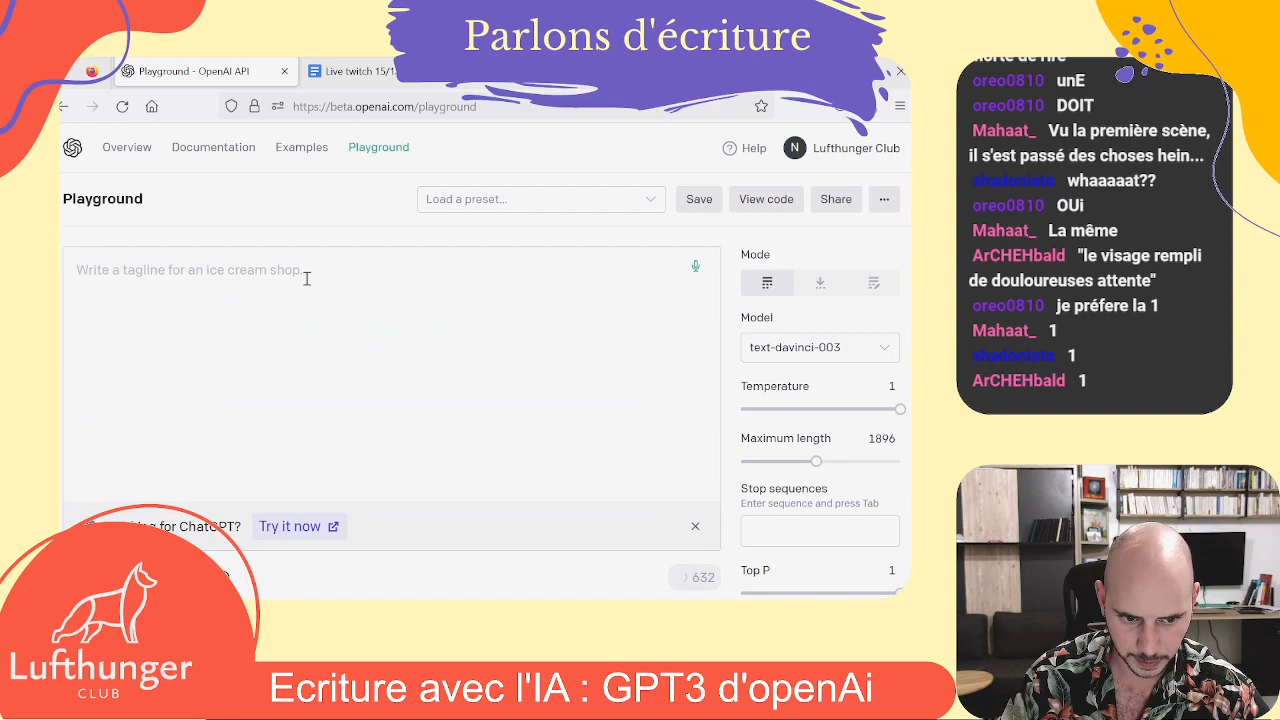 Parlons d'écriture
Playground - OpenAI API
Live twitch 15/1
https://beta.openai.com/playground
Overview
Documentation
Examples
Playground
Help
N
Lufthunger Club
Playground
Load a preset...
Save
View code
Share
...
Write a tagline for an ice cream shop.
Mode
Model
text-davinci-003
Temperature
1
Maximum length
1896
Stop sequences
Enter sequence and press Tab
Top P
1
for ChatGPT?
Try it now
632
morte de rire
oreo0810 unE
oreo0810 DOIT
Mahaat_ Vu la première scène,
il s'est passé des choses hein...
shadoniste whaaaaat??
oreo0810 OUi
Mahaat_ La même
ArCHEHbald "le visage rempli
de douloureuses attente"
oreo0810 je préfere la 1
Mahaat_ 1
shadoniste 1
ArCHEHbald 1
Lufthunger
CLUB
Ecriture avec l'IA : GPT3 d'openAi